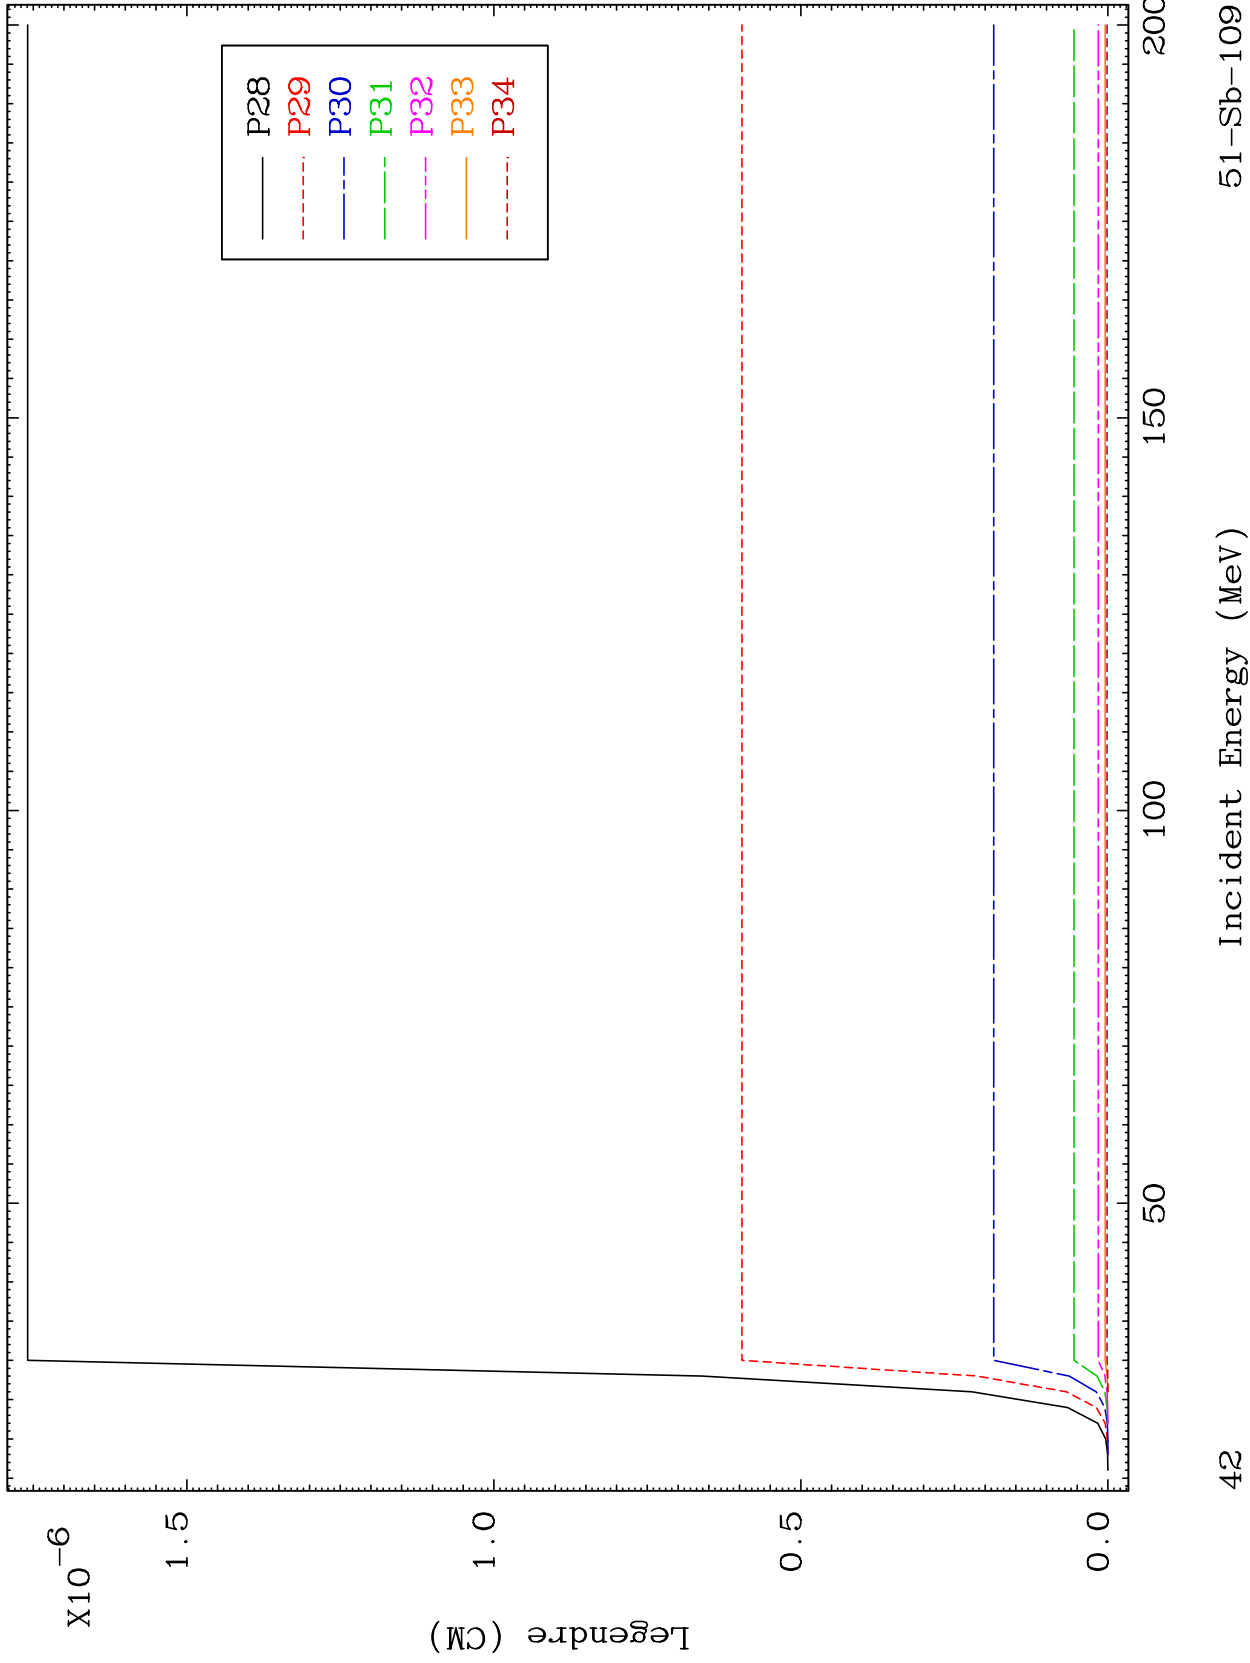 X10-6
1.5
1.0
0.5
0.0
Legendre (CM)
P28
P29
P30
P31
P32
P33
P34
50
100
150
200
Incident Energy (MeV)
42
51-Sb-109